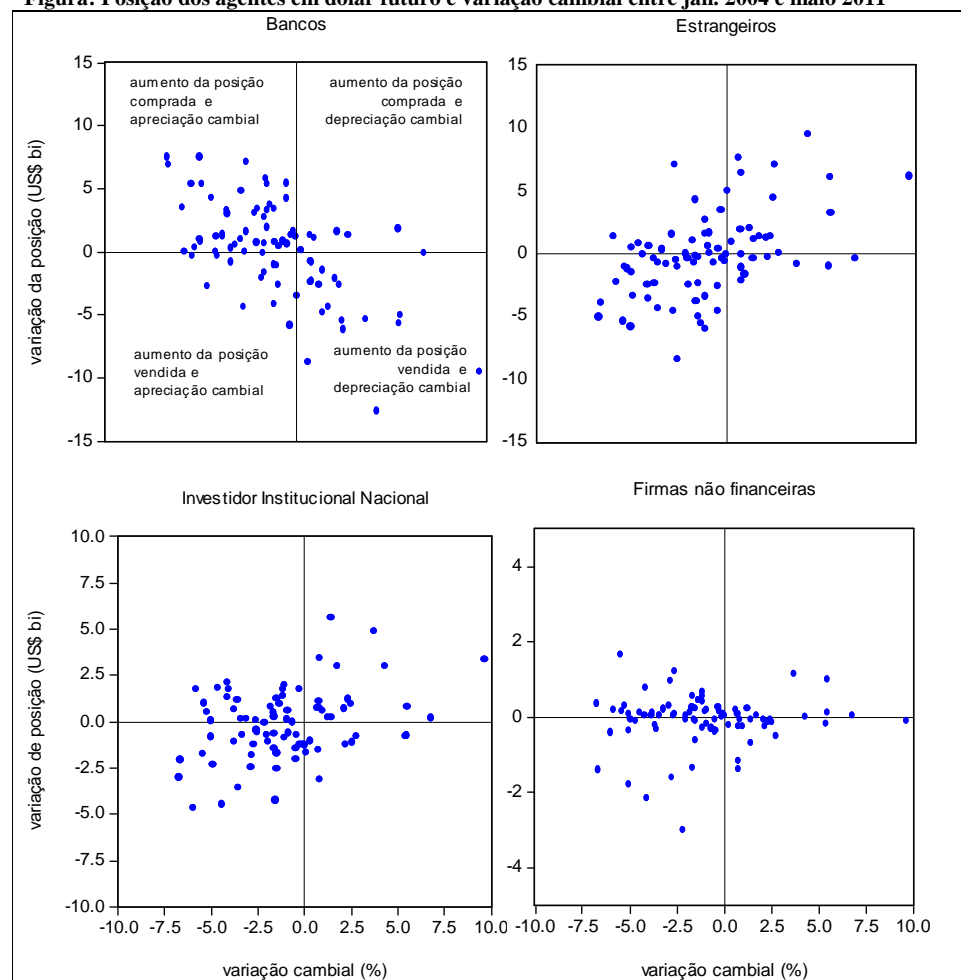 Figura: Posição dos agentes em dólar futuro e variação cambial entre jan. 2004 e maio 2011
Bancos
15
10
5
0
-5
-10
-15
variação da posição (US$ bi)
aumento da posição
comprada e
apreciação cambial
aumento da posição
comprada e
depreciação cambial
aumento da posição
vendida e
apreciação cambial
aumento da posição
vendida e
depreciação cambial
Estrangeiros
15
10
5
0
-5
-10
-15
Investidor Institucional Nacional
10.0
7.5
5.0
2.5
0.0
-2.5
-5.0
-7.5
-10.0
variação de posição (US$ bi)
-10.0 -7.5 -5.0 -2.5 0.0 2.5 5.0 7.5 10.0
variação cambial (%)
Firmas não financeiras
4
2
0
-2
-4
-10.0 -7.5 -5.0 -2.5 0.0 2.5 5.0 7.5 10.0
variação cambial (%)